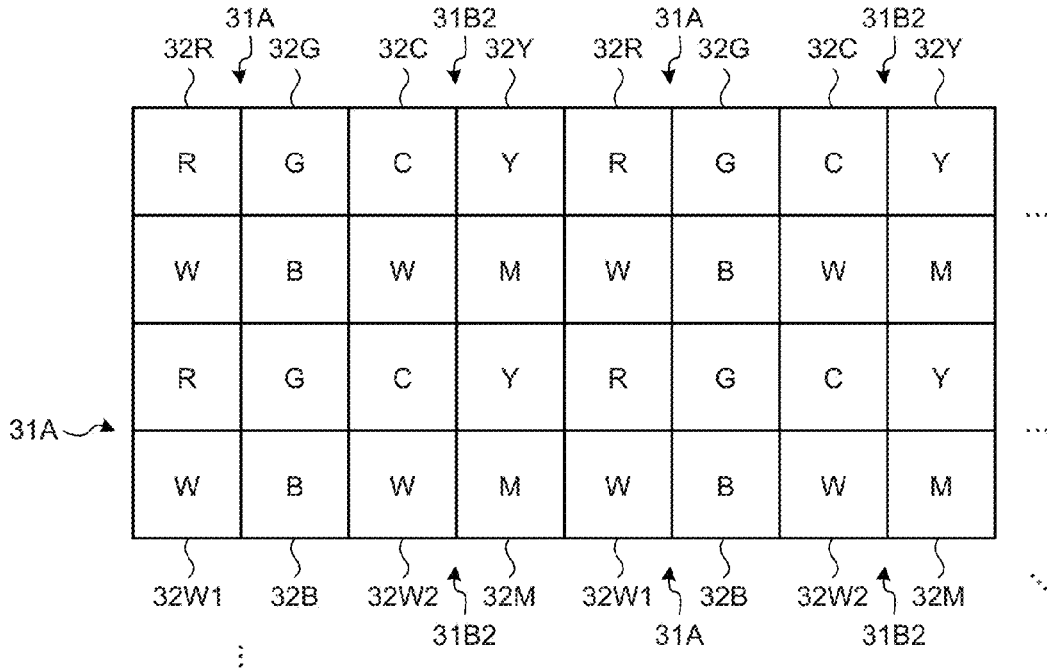 31A 31B2 31A 31B2
32R 32G 32C 32Y 32R 32G 32C 32Y
R G C Y R G C Y
...
W B W M W B W M
R G C Y R G C Y
31A ...
W B W M W B W M
32W1 32B 32W2 32M 32W1 32B 32W2 32M ...
31B2 31A 31B2
...